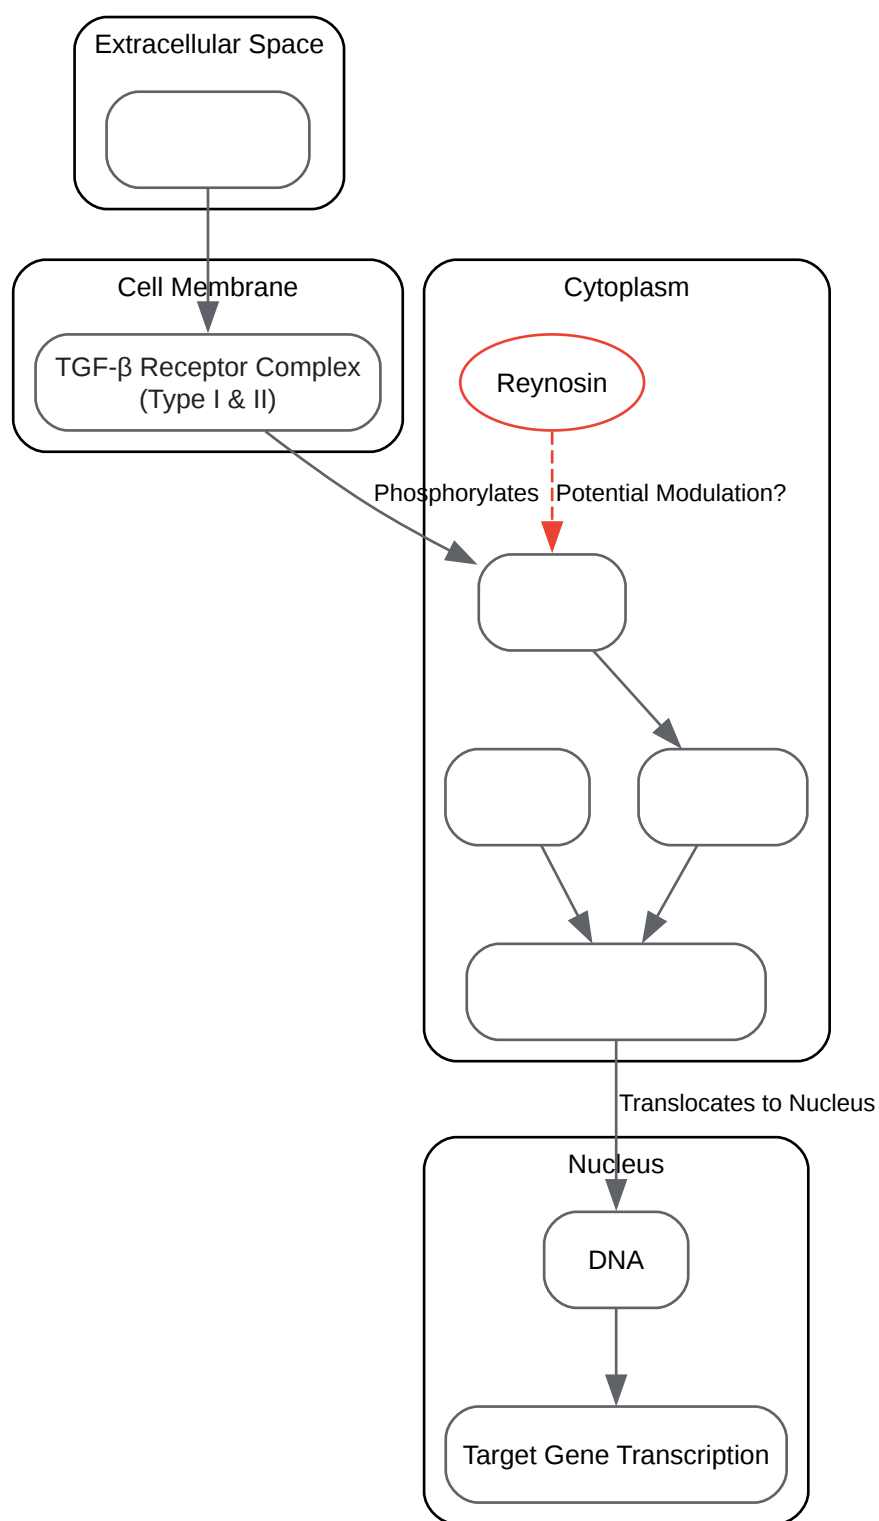 Extracellular Space
Cell Membrane
TGF-β Receptor Complex
(Type I & II)
Cytoplasm
Reynosin
Phosphorylates
Potential Modulation?
Translocates to Nucleus
Nucleus
DNA
Target Gene Transcription